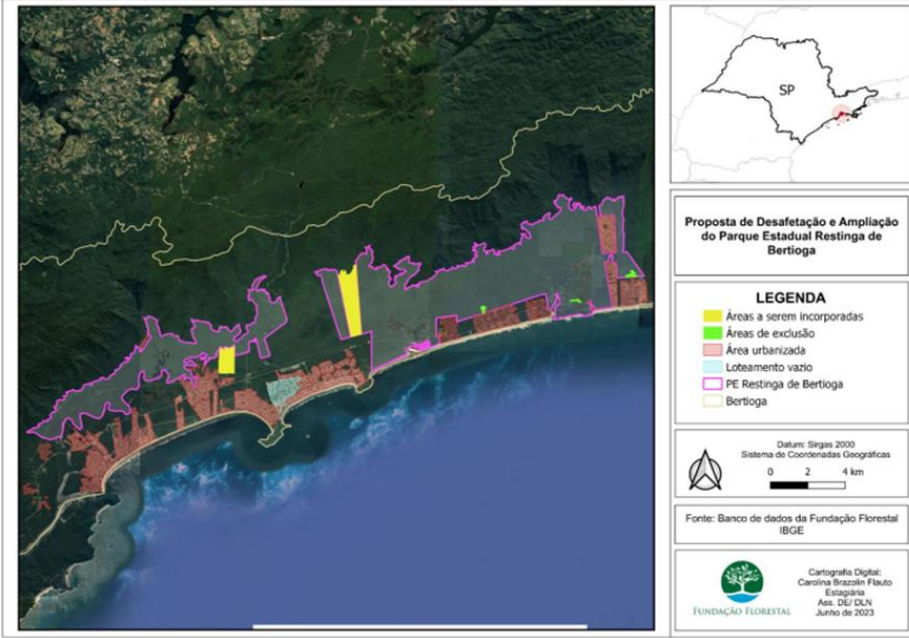 SP
Proposta de Desafetação e Ampliação
do Parque Estadual Restinga de
Bertioga
LEGENDA
Áreas a serem incorporadas
Áreas de exclusão
Área urbanizada
Loteamento vazio
PE Restinga de Bertioga
Bertioga
Datum: Sirgas 2000
Sistema de Coordenadas Geográficas
0 2 4 km
Fonte: Banco de dados da Fundação Florestal
IBGE
FUNDAÇÃO FLORESTAL
Cartografia Digital:
Carolina Brazolin Flauto
Estagiária
Ass. DE/ DLN
Junho de 2023